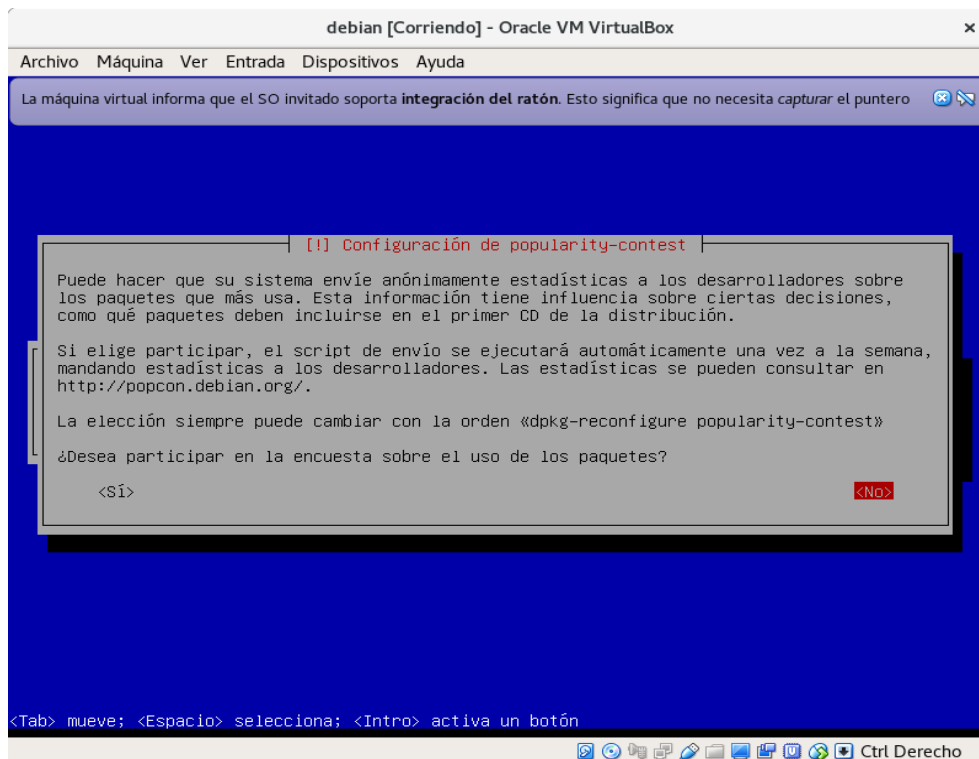 debian [Corriendo] - Oracle VM VirtualBox ×
Archivo Máquina Ver Entrada Dispositivos Ayuda
La máquina virtual informa que el SO invitado soporta integración del ratón. Esto significa que no necesita capturar el puntero
[!] Configuración de popularity-contest
Puede hacer que su sistema envíe anónimamente estadísticas a los desarrolladores sobre
los paquetes que más usa. Esta información tiene influencia sobre ciertas decisiones,
como qué paquetes deben incluirse en el primer CD de la distribución.
Si elige participar, el script de envío se ejecutará automáticamente una vez a la semana,
mandando estadísticas a los desarrolladores. Las estadísticas se pueden consultar en
http://popcon.debian.org/.
La elección siempre puede cambiar con la orden «dpkg-reconfigure popularity-contest»
¿Desea participar en la encuesta sobre el uso de los paquetes?
<Sí> <No>
<Tab> mueve; <Espacio> selecciona; <Intro> activa un botón
Ctrl Derecho